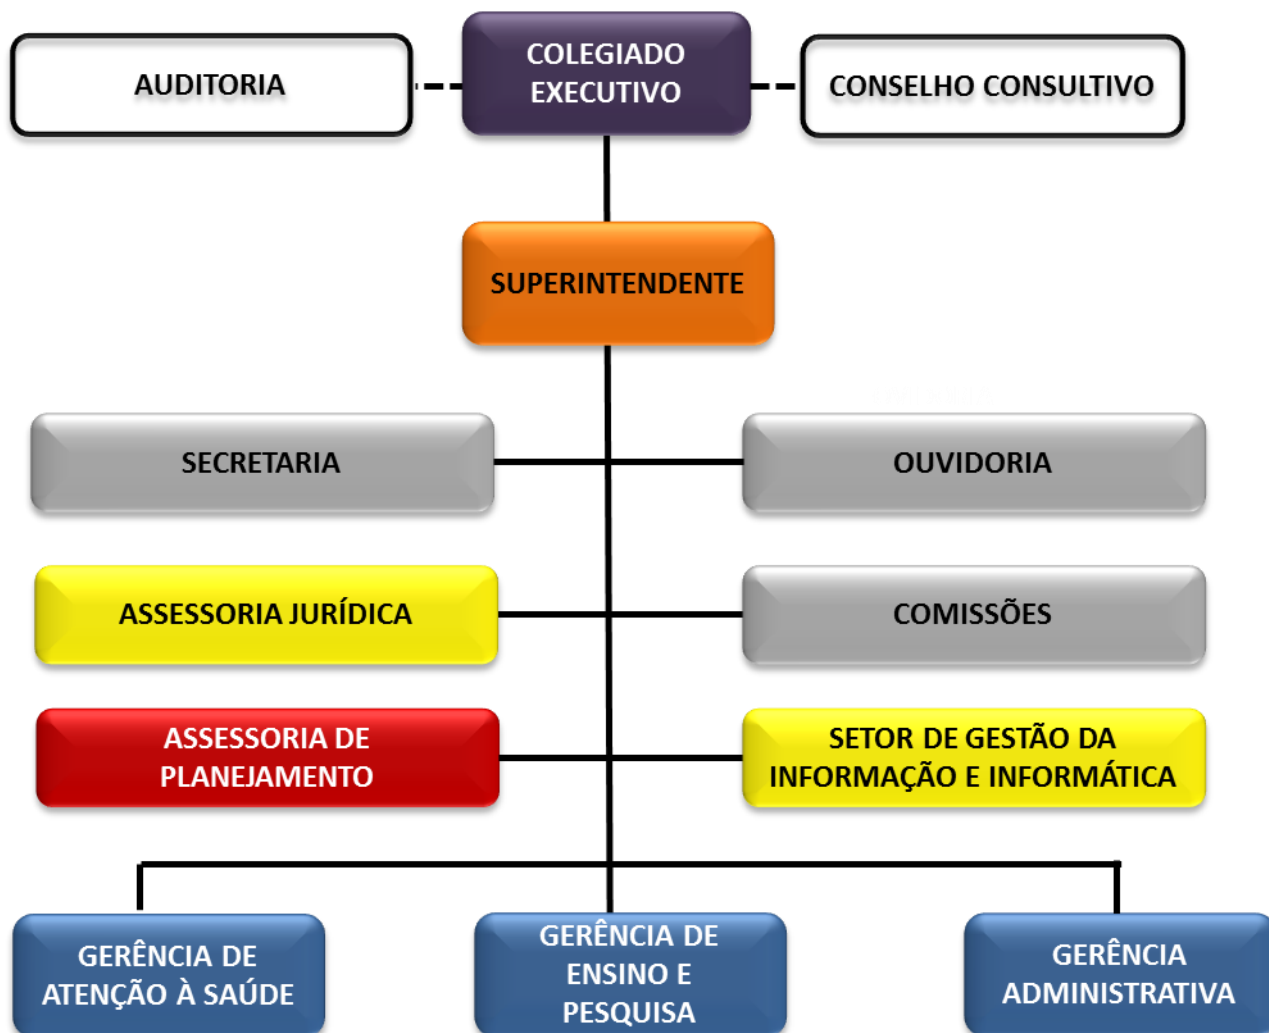 AUDITORIA
COLEGIADO
EXECUTIVO
CONSELHO CONSULTIVO
SUPERINTENDENTE
SECRETARIA
OUVIDORIA
ASSESSORIA JURÍDICA
COMISSÕES
ASSESSORIA DE
PLANEJAMENTO
SETOR DE GESTÃO DA
INFORMAÇÃO E INFORMÁTICA
GERÊNCIA DE
ATENÇÃO À SAÚDE
GERÊNCIA DE
ENSINO E
PESQUISA
GERÊNCIA
ADMINISTRATIVA